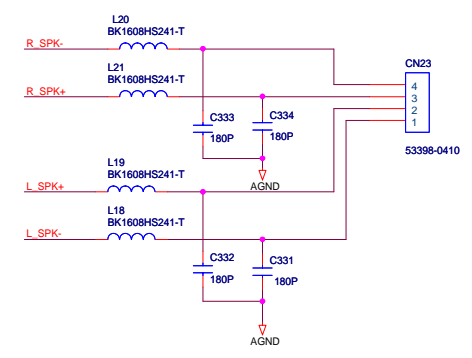 L20
BK1608HS241-T
R_SPK-
L21
BK1608HS241-T
R_SPK+
CN23
4
3
2
1
53398-0410
C333
180P
C334
180P
AGND
L19
BK1608HS241-T
L_SPK+
L18
BK1608HS241-T
L_SPK-
C332
180P
C331
180P
AGND